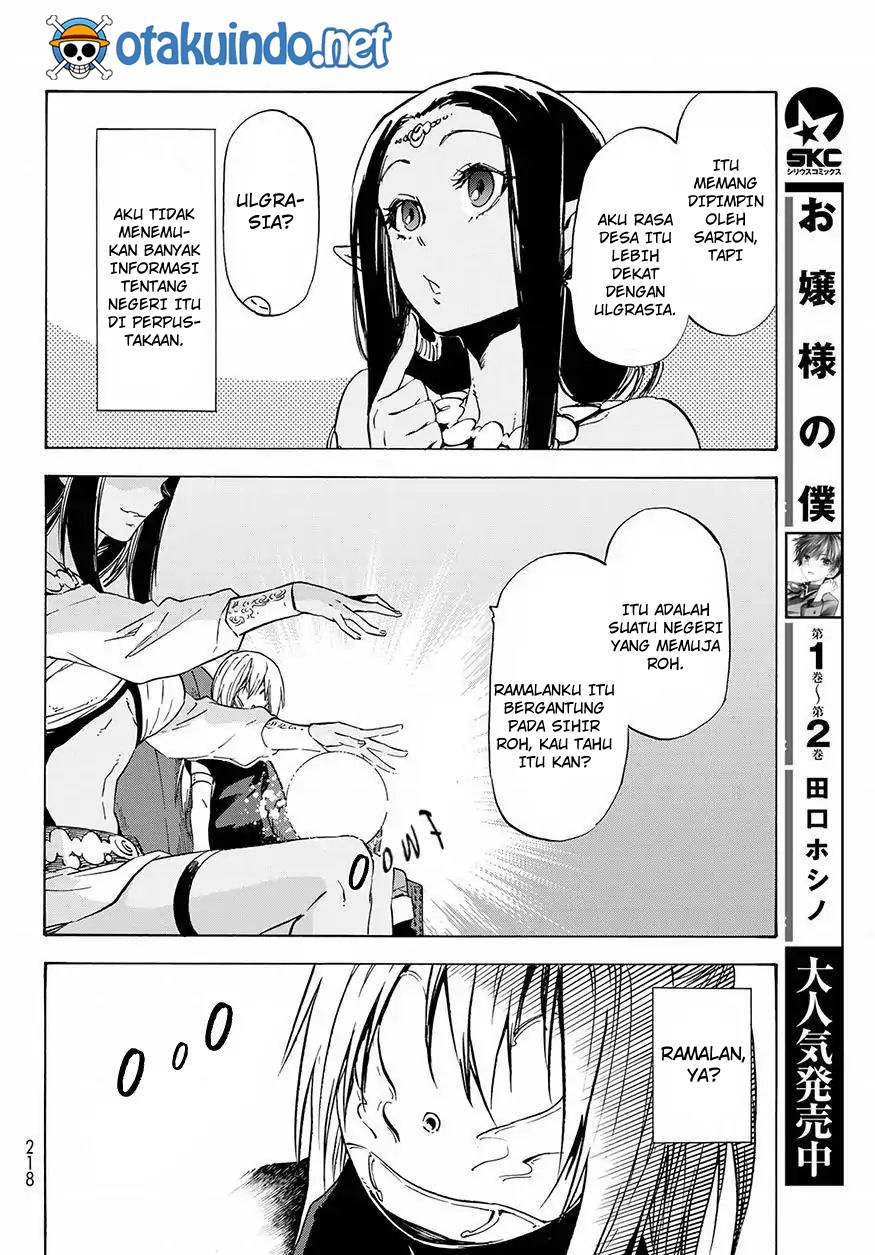 otakuindo.net
ITU
MEMANG
DIPIMPIN
OLEH
SARION,
TAPI
AKU RASA
DESA ITU
LEBIH
DEKAT
DENGAN
ULGRASIA.
ULGRA-
SIA?
AKU TIDAK
MENEMU-
KAN BANYAK
INFORMASI
TENTANG
NEGERI ITU
DI PERPUS-
TAKAAN.
ITU ADALAH
SUATU NEGERI
YANG MEMUJA
ROH.
RAMALANKU ITU
BERGANTUNG
PADA SIHIR
ROH, KAU TAHU
ITU KAN?
OOWF
RAMALAN,
YA?
OOO
218
SKC
シリウスコミックス
お嬢様の僕
第1巻～第2巻
田口ホシノ
大人気発売中